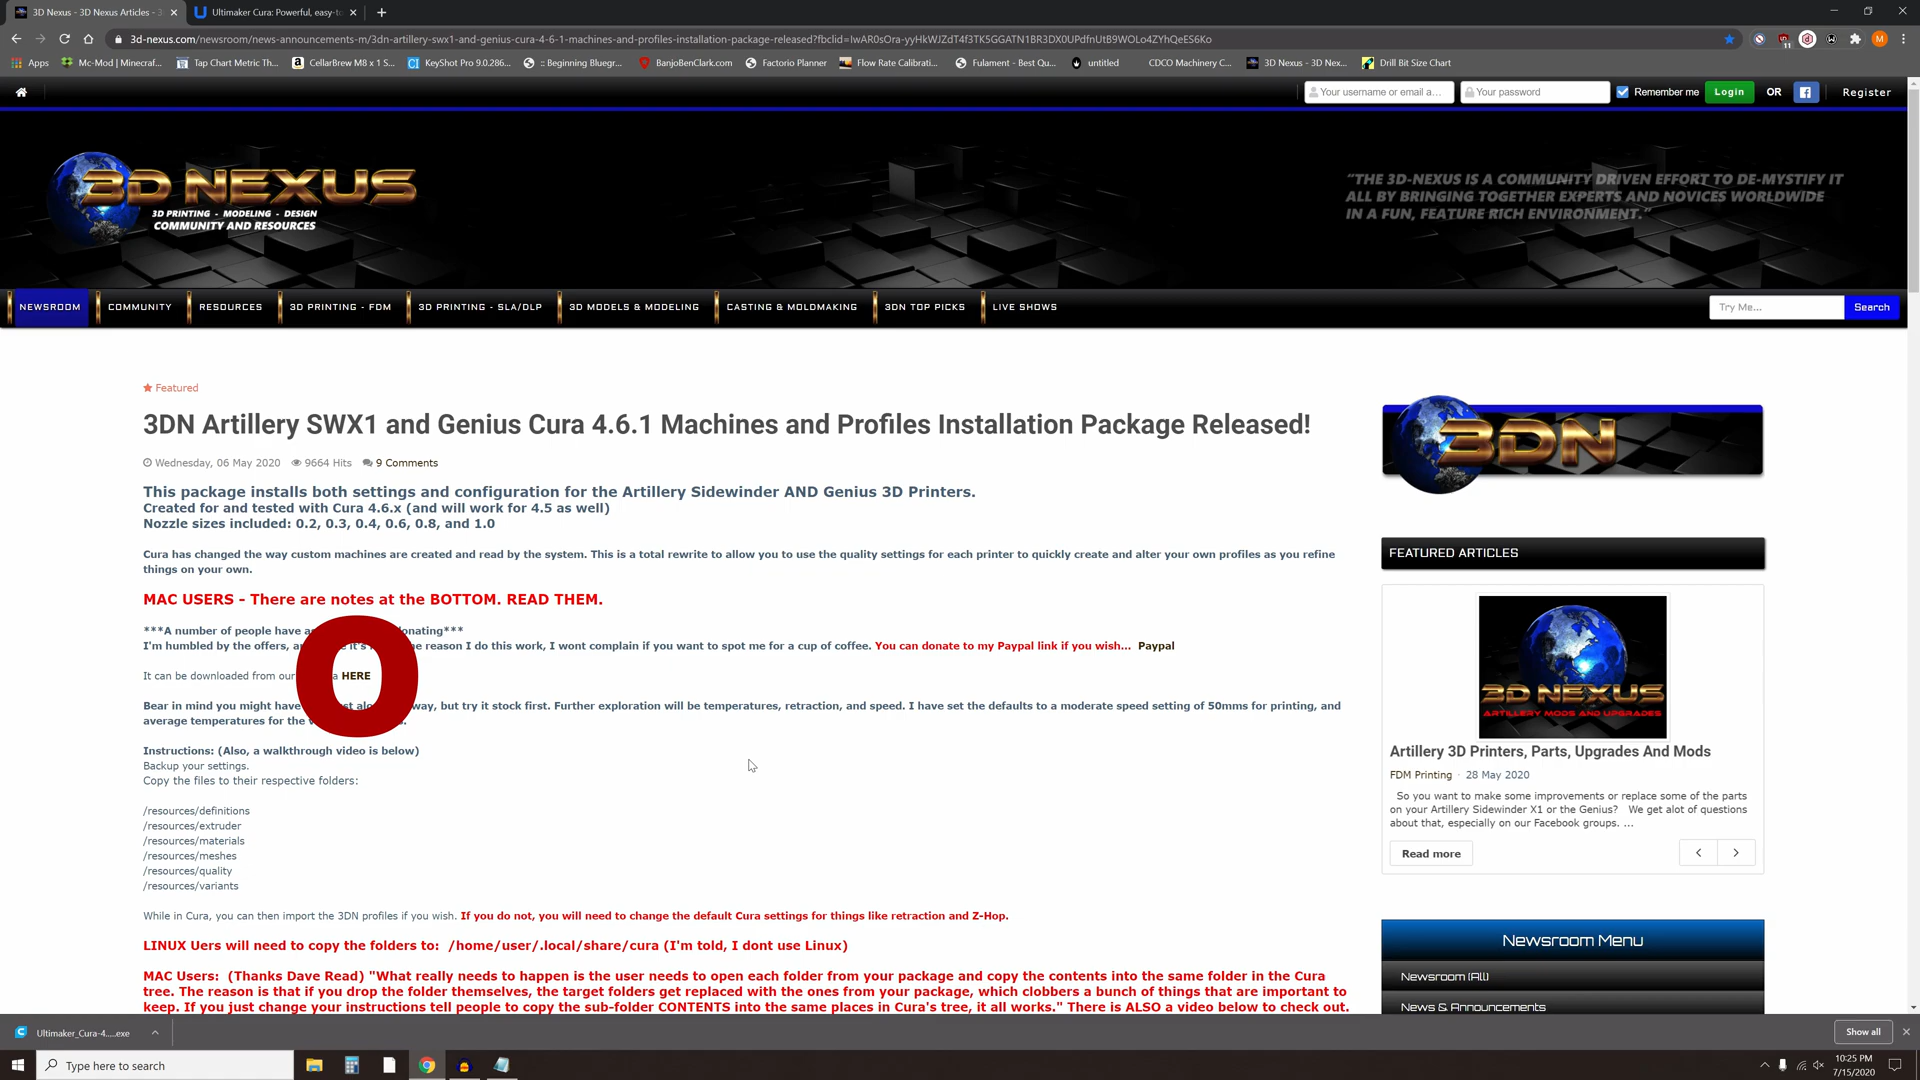 3D Nexus - 3D Nexus Articles - 3
Ultimaker Cura: Powerful, easy-to
3d-nexus.com/newsroom/news-announcements-m/3dn-artillery-swx1-and-genius-cura-4-6-1-machines-and-profiles-installation-package-released?fbclid=IwAR0sOra-yyHkWJZdT4f3TK5GGATN1BR3DX0UPdfnUtB9WOLo4ZYhQeES6Ko
Apps
Mc-Mod | Minecraf...
Tap Chart Metric Th...
CellarBrew M8 x 1 S...
KeyShot Pro 9.0.286...
:: Beginning Bluegr...
BanjoBenClark.com
Factorio Planner
Flow Rate Calibrati...
Fulament - Best Qu...
untitled
CDCO Machinery C...
3D Nexus - 3D Nex...
Drill Bit Size Chart
Your username or email a...
Your password
Remember me
Login
OR
Register
3D NEXUS
3D PRINTING - MODELING - DESIGN
COMMUNITY AND RESOURCES
"THE 3D-NEXUS IS A COMMUNITY DRIVEN EFFORT TO DE-MYSTIFY IT
ALL BY BRINGING TOGETHER EXPERTS AND NOVICES WORLDWIDE
IN A FUN, FEATURE RICH ENVIRONMENT."
NEWSROOM
COMMUNITY
RESOURCES
3D PRINTING - FDM
3D PRINTING - SLA/DLP
3D MODELS & MODELING
CASTING & MOLDMAKING
3DN TOP PICKS
LIVE SHOWS
Try Me...
Search
Featured
3DN Artillery SWX1 and Genius Cura 4.6.1 Machines and Profiles Installation Package Released!
Wednesday, 06 May 2020 9664 Hits 9 Comments
This package installs both settings and configuration for the Artillery Sidewinder AND Genius 3D Printers.
Created for and tested with Cura 4.6.x (and will work for 4.5 as well)
Nozzle sizes included: 0.2, 0.3, 0.4, 0.6, 0.8, and 1.0
Cura has changed the way custom machines are created and read by the system. This is a total rewrite to allow you to use the quality settings for each printer to quickly create and alter your own profiles as you refine
things on your own.
MAC USERS - There are notes at the BOTTOM. READ THEM.
***A number of people have onating***
I'm humbled by the offers, it's reason I do this work, I wont complain if you want to spot me for a cup of coffee. You can donate to my Paypal link if you wish... Paypal
It can be downloaded from our HERE
O
Bear in mind you might have way, but try it stock first. Further exploration will be temperatures, retraction, and speed. I have set the defaults to a moderate speed setting of 50mms for printing, and
average temperatures for the
Instructions: (Also, a walkthrough video is below)
Backup your settings.
Copy the files to their respective folders:
/resources/definitions
/resources/extruder
/resources/materials
/resources/meshes
/resources/quality
/resources/variants
While in Cura, you can then import the 3DN profiles if you wish. If you do not, you will need to change the default Cura settings for things like retraction and Z-Hop.
LINUX Uers will need to copy the folders to: /home/user/.local/share/cura (I'm told, I dont use Linux)
MAC Users: (Thanks Dave Read) "What really needs to happen is the user needs to open each folder from your package and copy the contents into the same folder in the Cura
tree. The reason is that if you drop the folder themselves, the target folders get replaced with the ones from your package, which clobbers a bunch of things that are important to
keep. If you just change your instructions tell people to copy the sub-folder CONTENTS into the same places in Cura's tree, it all works." There is ALSO a video below to check out.
3DN
FEATURED ARTICLES
3D NEXUS
ARTILLERY MODS AND UPGRADES
Artillery 3D Printers, Parts, Upgrades And Mods
FDM Printing · 28 May 2020
So you want to make some improvements or replace some of the parts
on your Artillery Sidewinder X1 or the Genius? We get alot of questions
about that, especially on our Facebook groups. ...
Read more
Newsroom Menu
Newsroom (All)
News & Announcements
Ultimaker_Cura-4.....exe
Show all
Type here to search
10:25 PM
7/15/2020